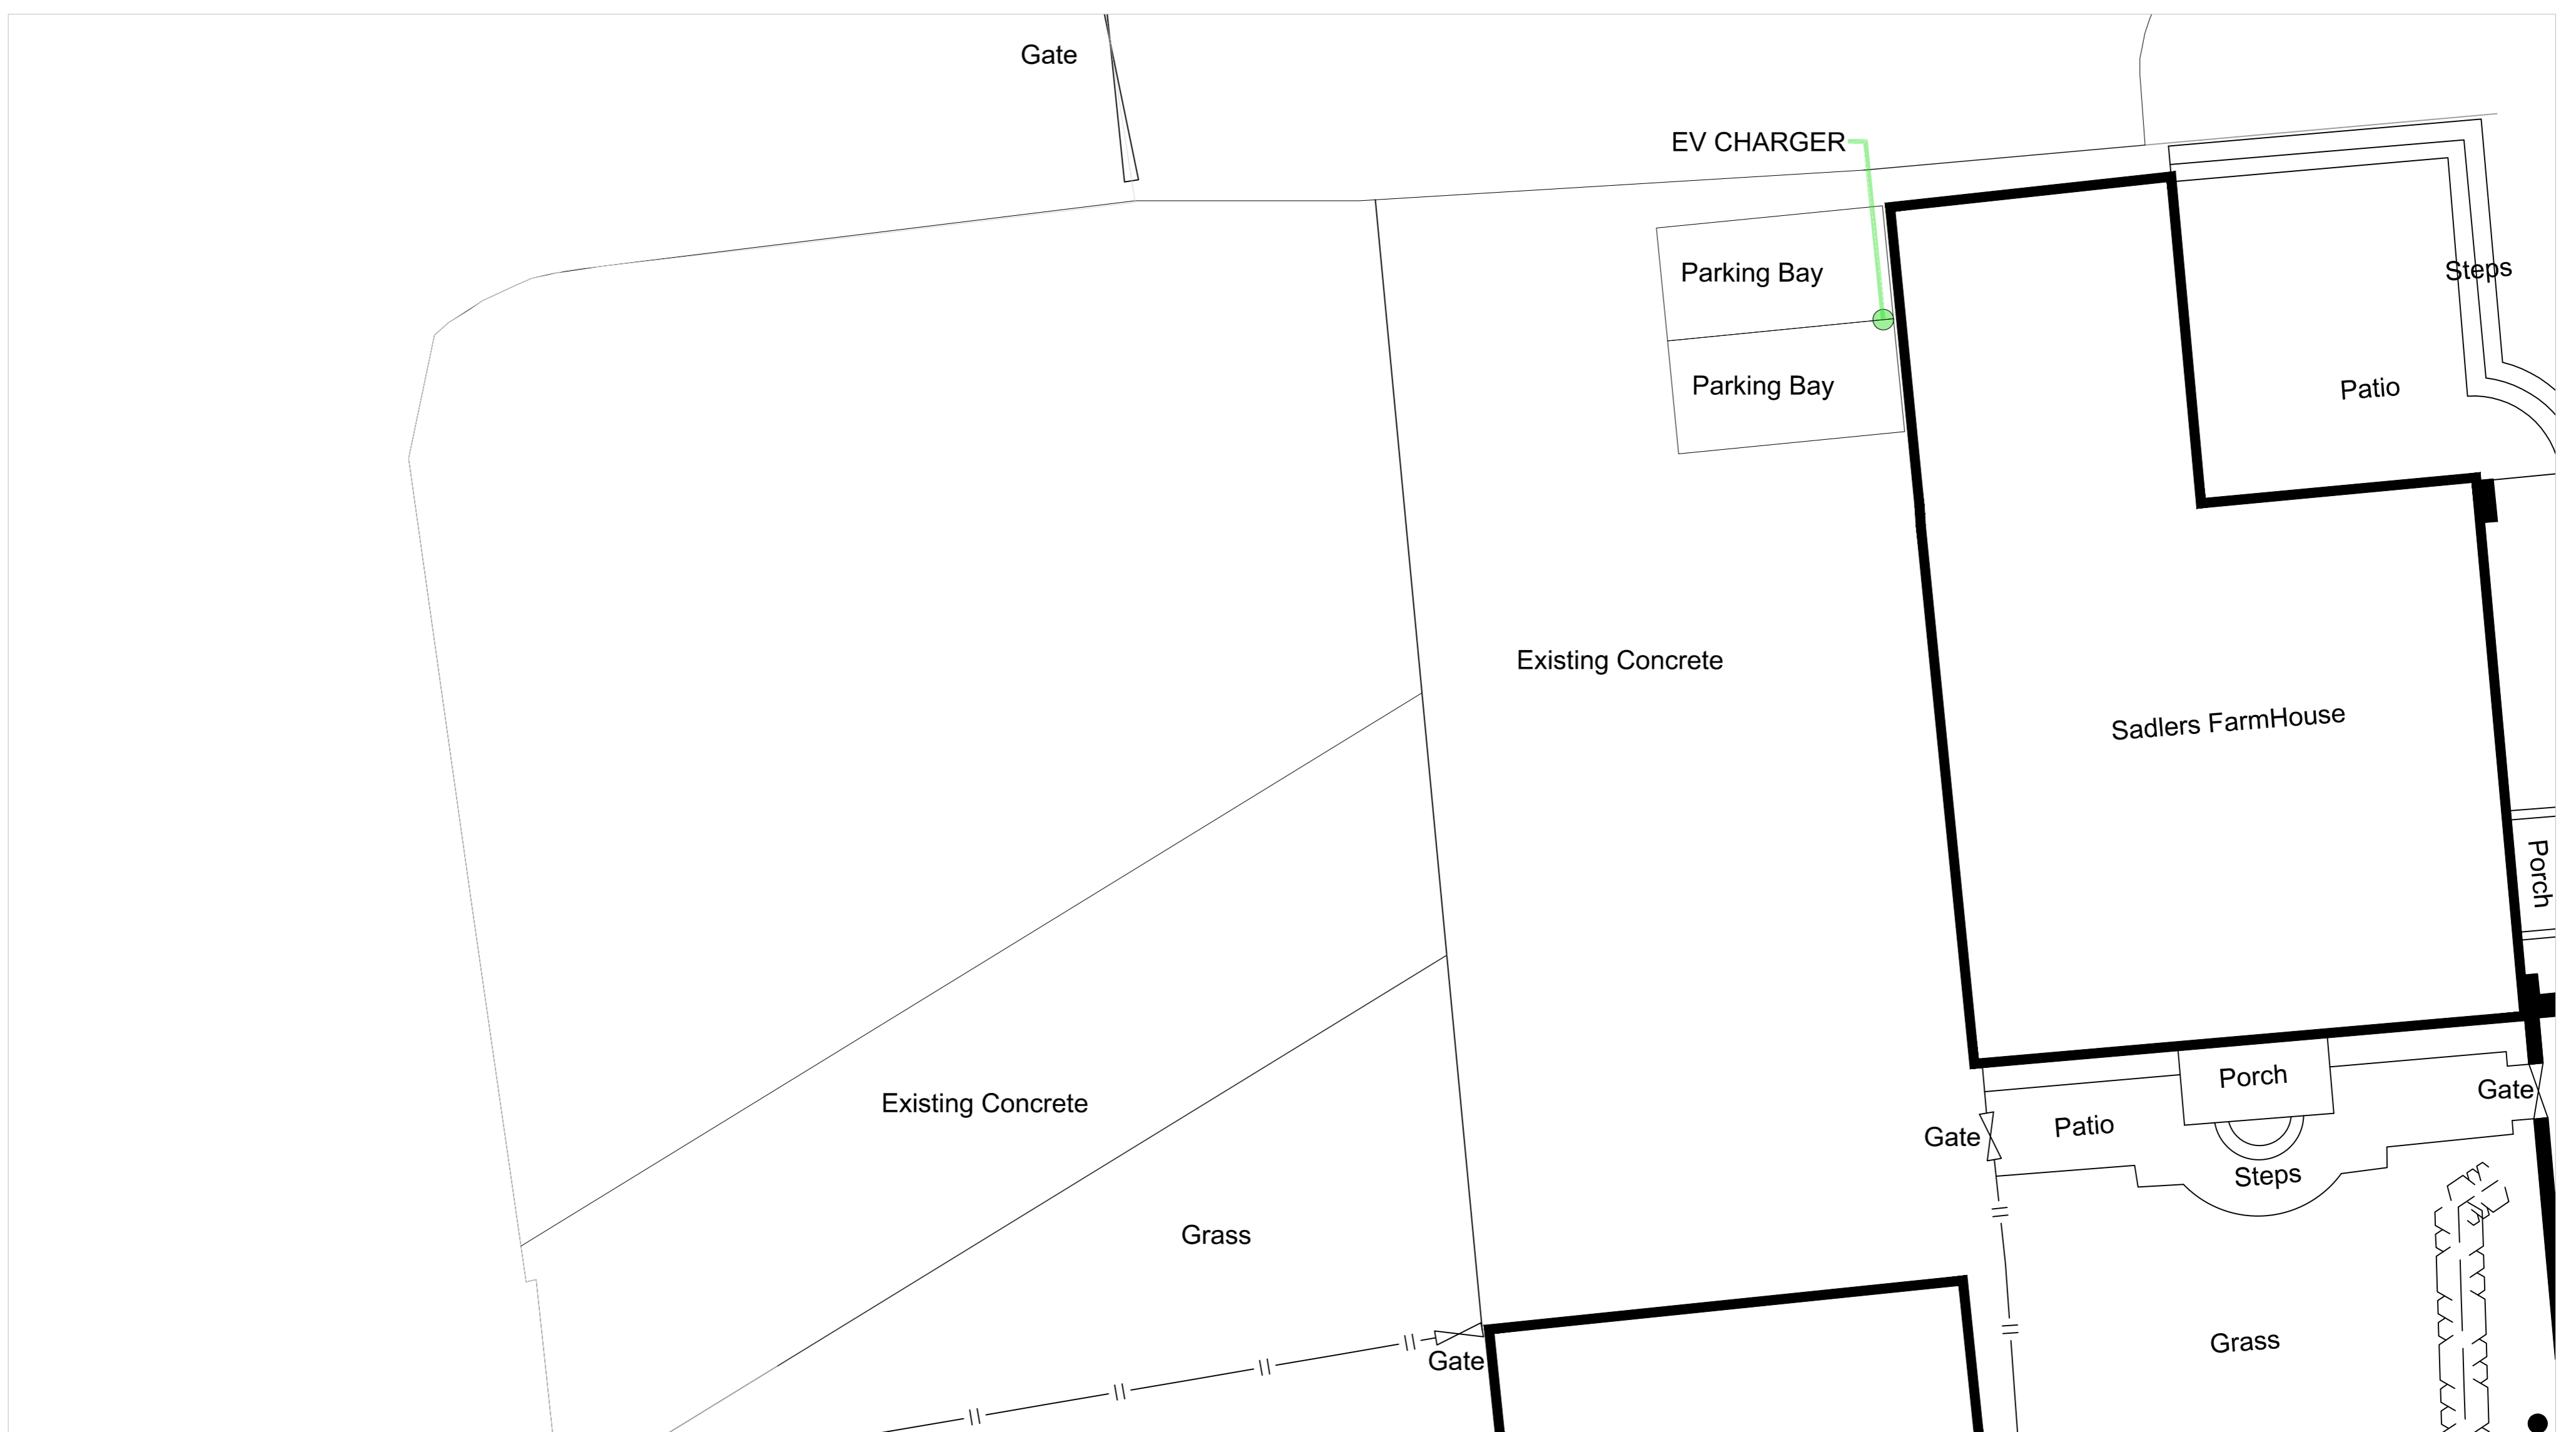 Gate
EV CHARGER
Parking Bay
Steps
Parking Bay
Patio
Existing Concrete
Sadlers FarmHouse
Porch
Porch
Gate
Existing Concrete
Patio
Gate
Steps
Grass
Grass
Gate